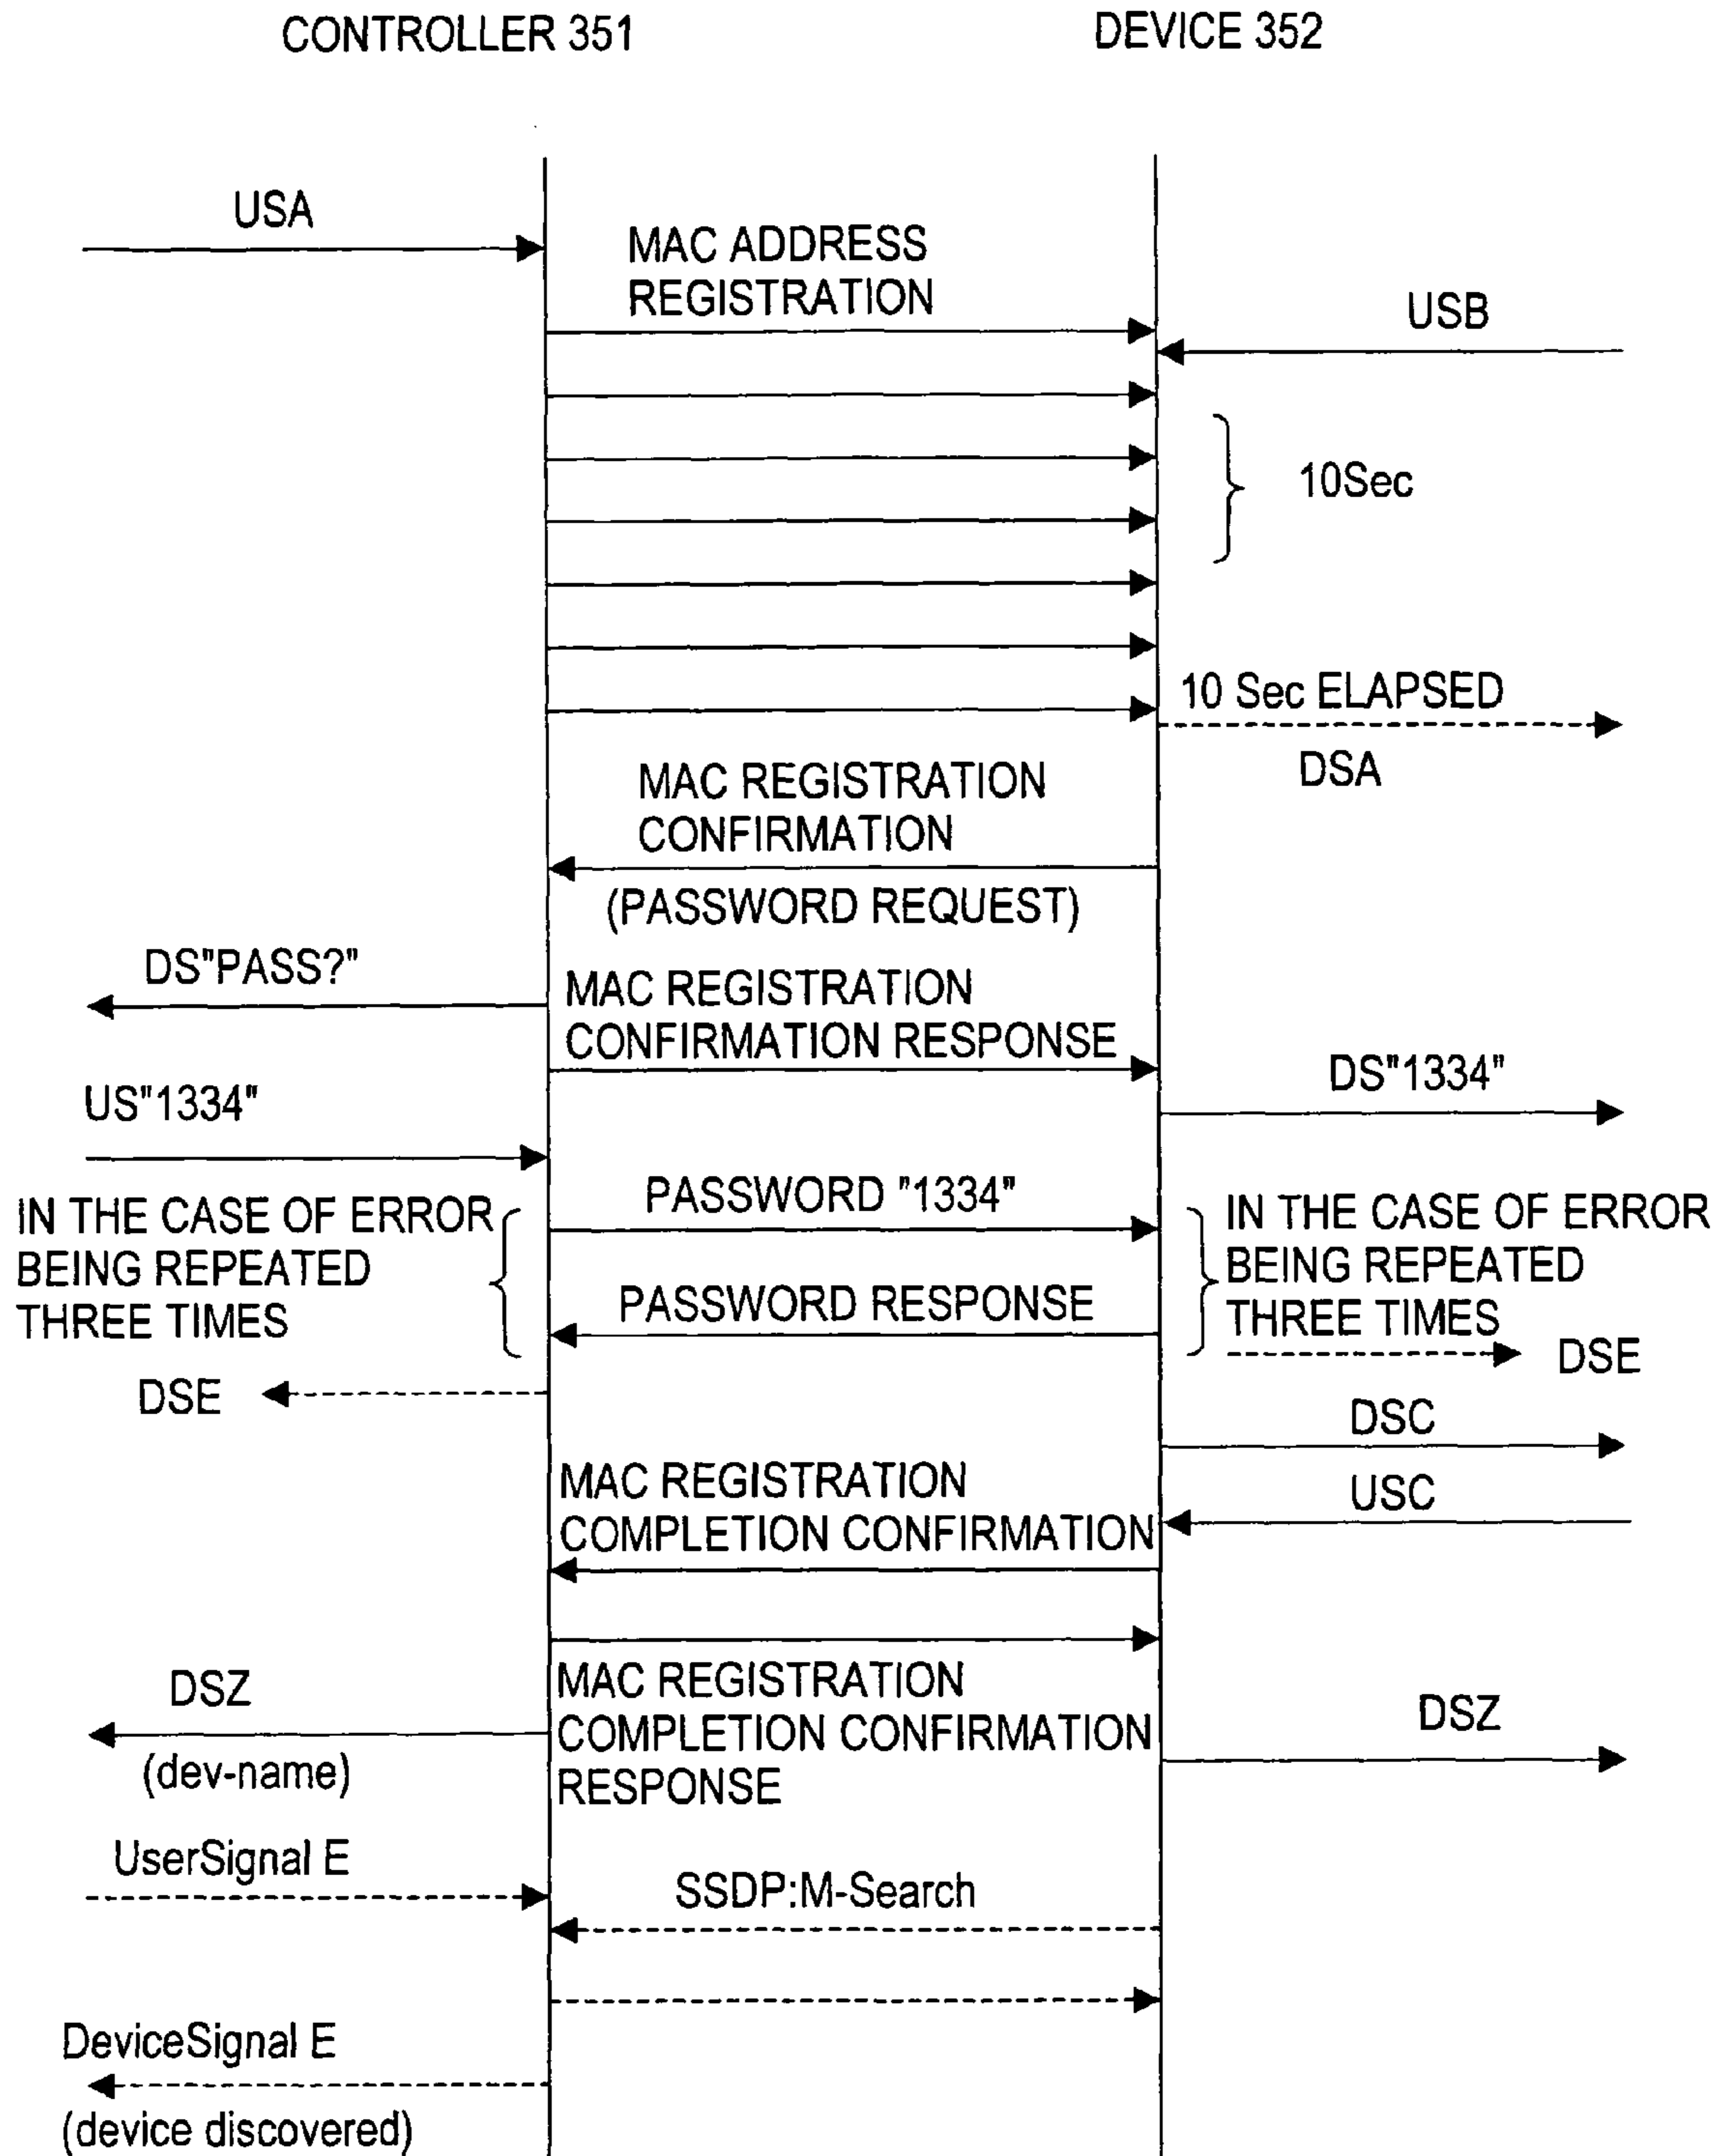 CONTROLLER 351
DEVICE 352
USA
MAC ADDRESS
REGISTRATION
USB
10Sec
10 Sec ELAPSED
DSA
MAC REGISTRATION
CONFIRMATION
(PASSWORD REQUEST)
DS"PASS?"
MAC REGISTRATION
CONFIRMATION RESPONSE
DS"1334"
US"1334"
PASSWORD "1334"
IN THE CASE OF ERROR
BEING REPEATED
THREE TIMES
IN THE CASE OF ERROR
BEING REPEATED
THREE TIMES
PASSWORD RESPONSE
DSE
DSE
DSC
USC
MAC REGISTRATION
COMPLETION CONFIRMATION
DSZ
(dev-name)
MAC REGISTRATION
COMPLETION CONFIRMATION
RESPONSE
DSZ
UserSignal E
SSDP:M-Search
DeviceSignal E
(device discovered)